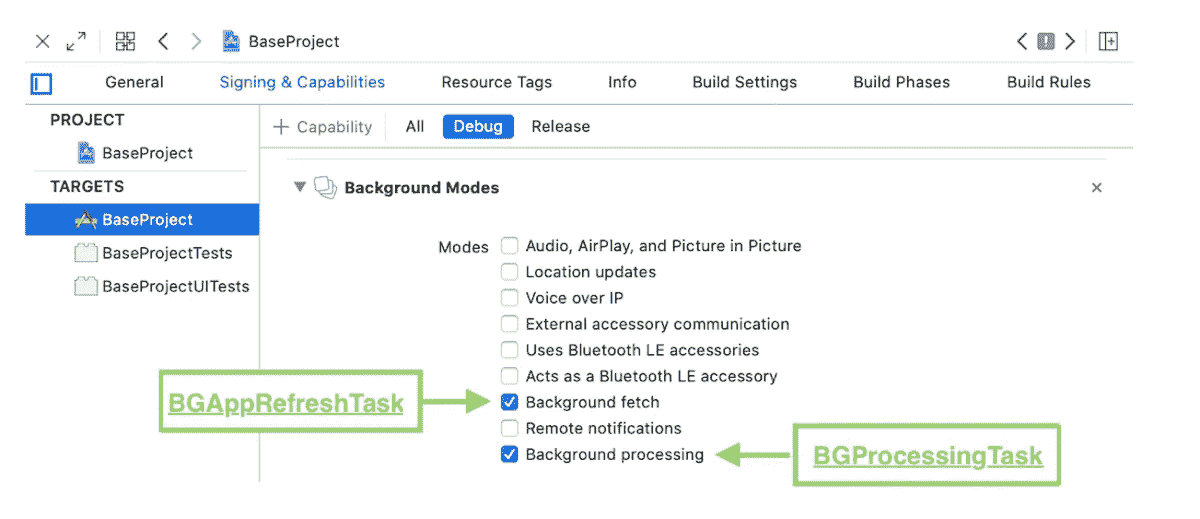 BaseProject
General Signing & Capabilities Resource Tags Info Build Settings Build Phases Build Rules
PROJECT
BaseProject
TARGETS
BaseProject
BaseProjectTests
BaseProjectUITests
+ Capability All Debug Release
Background Modes
Modes
Audio, AirPlay, and Picture in Picture
Location updates
Voice over IP
External accessory communication
Uses Bluetooth LE accessories
Acts as a Bluetooth LE accessory
BGAppRefreshTask
Background fetch
Remote notifications
Background processing
BGProcessingTask